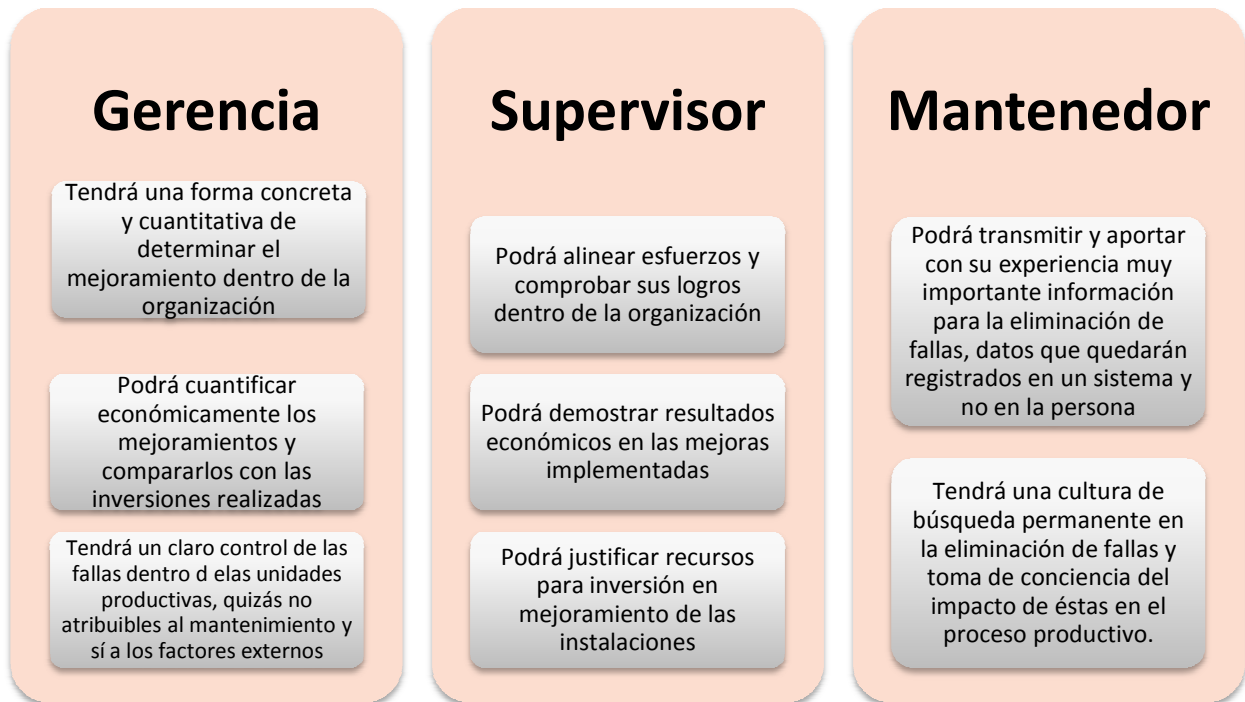 Gerencia
Tendrá una forma concreta
y cuantitativa de
determinar el
mejoramiento dentro de la
organización
Podrá cuantificar
económicamente los
mejoramientos y
compararlos con las
inversiones realizadas
Tendrá un claro control de las
fallas dentro d elas unidades
productivas, quizás no
atribuibles al mantenimiento y
sí a los factores externos
Supervisor
Podrá alinear esfuerzos y
comprobar sus logros
dentro de la organización
Podrá demostrar resultados
económicos en las mejoras
implementadas
Podrá justificar recursos
para inversión en
mejoramiento de las
instalaciones
Mantenedor
Podrá transmitir y aportar
con su experiencia muy
importante información
para la eliminación de
fallas, datos que quedarán
registrados en un sistema y
no en la persona
Tendrá una cultura de
búsqueda permanente en
la eliminación de fallas y
toma de conciencia del
impacto de éstas en el
proceso productivo.